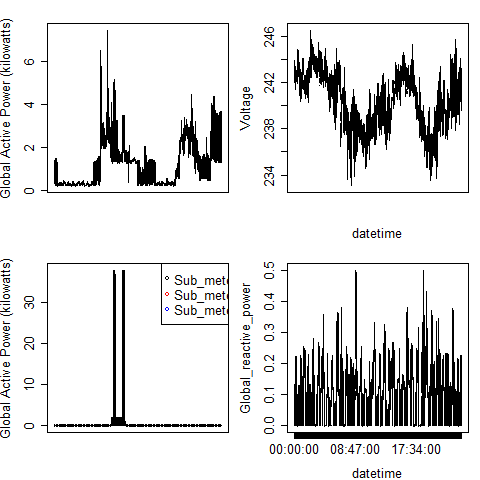 Global Active Power (kilowatts)
0 2 4 6
Voltage
234 238 242 246
datetime
Global Active Power (kilowatts)
0 10 20 30
Sub_mete
Sub_mete
Sub_mete
Global_reactive_power
0.0 0.1 0.2 0.3 0.4 0.5
00:00:00 08:47:00 17:34:00
datetime